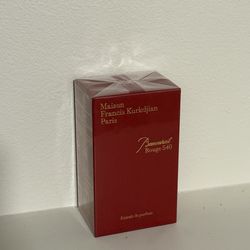 Maison
Francis Kurkdjian
Paris
Baccarat
Rouge 540
Extrait de parfum